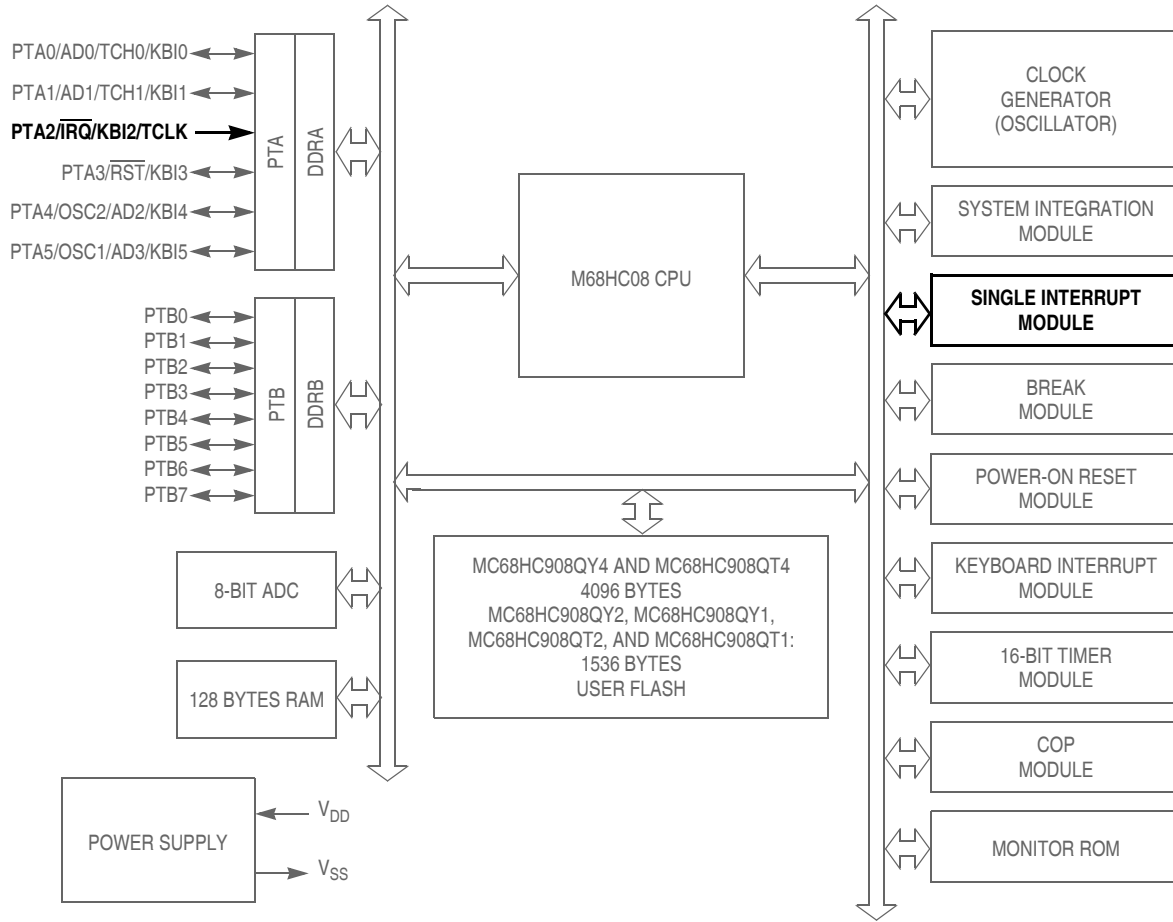 PTA0/AD0/TCH0/KBI0
PTA1/AD1/TCH1/KBI1
PTA2/IRQ/KBI2/TCLK
PTA3/RST/KBI3
PTA4/OSC2/AD2/KBI4
PTA5/OSC1/AD3/KBI5
PTA
DDRA
PTB0
PTB1
PTB2
PTB3
PTB4
PTB5
PTB6
PTB7
PTB
DDRB
8-BIT ADC
128 BYTES RAM
POWER SUPPLY
VDD
VSS
M68HC08 CPU
MC68HC908QY4 AND MC68HC908QT4
4096 BYTES
MC68HC908QY2, MC68HC908QY1,
MC68HC908QT2, AND MC68HC908QT1:
1536 BYTES
USER FLASH
CLOCK
GENERATOR
(OSCILLATOR)
SYSTEM INTEGRATION
MODULE
SINGLE INTERRUPT
MODULE
BREAK
MODULE
POWER-ON RESET
MODULE
KEYBOARD INTERRUPT
MODULE
16-BIT TIMER
MODULE
COP
MODULE
MONITOR ROM